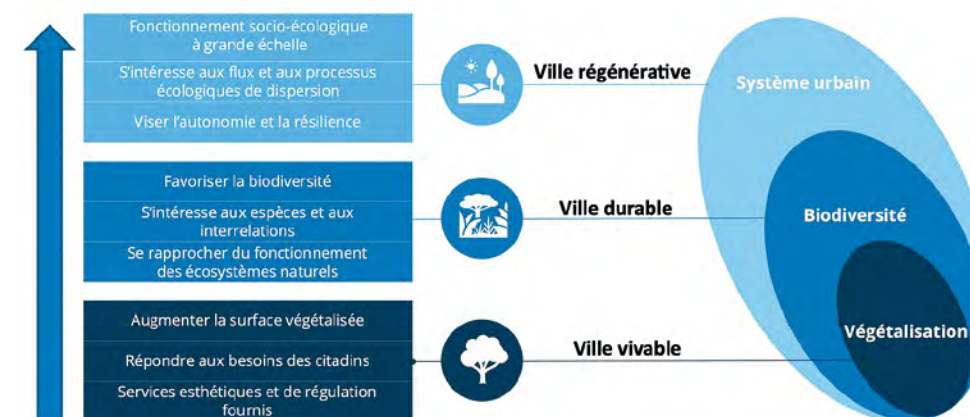 Fonctionnement socio-écologique
à grande échelle
S'intéresse aux flux et aux processus
écologiques de dispersion
Viser l'autonomie et la résilience
Ville régénérative
Système urbain
Favoriser la biodiversité
S'intéresse aux espèces et aux
interrelations
Se rapprocher du fonctionnement
des écosystèmes naturels
Ville durable
Biodiversité
Augmenter la surface végétalisée
Répondre aux besoins des citadins
Services esthétiques et de régulation
fournis
Ville vivable
Végétalisation